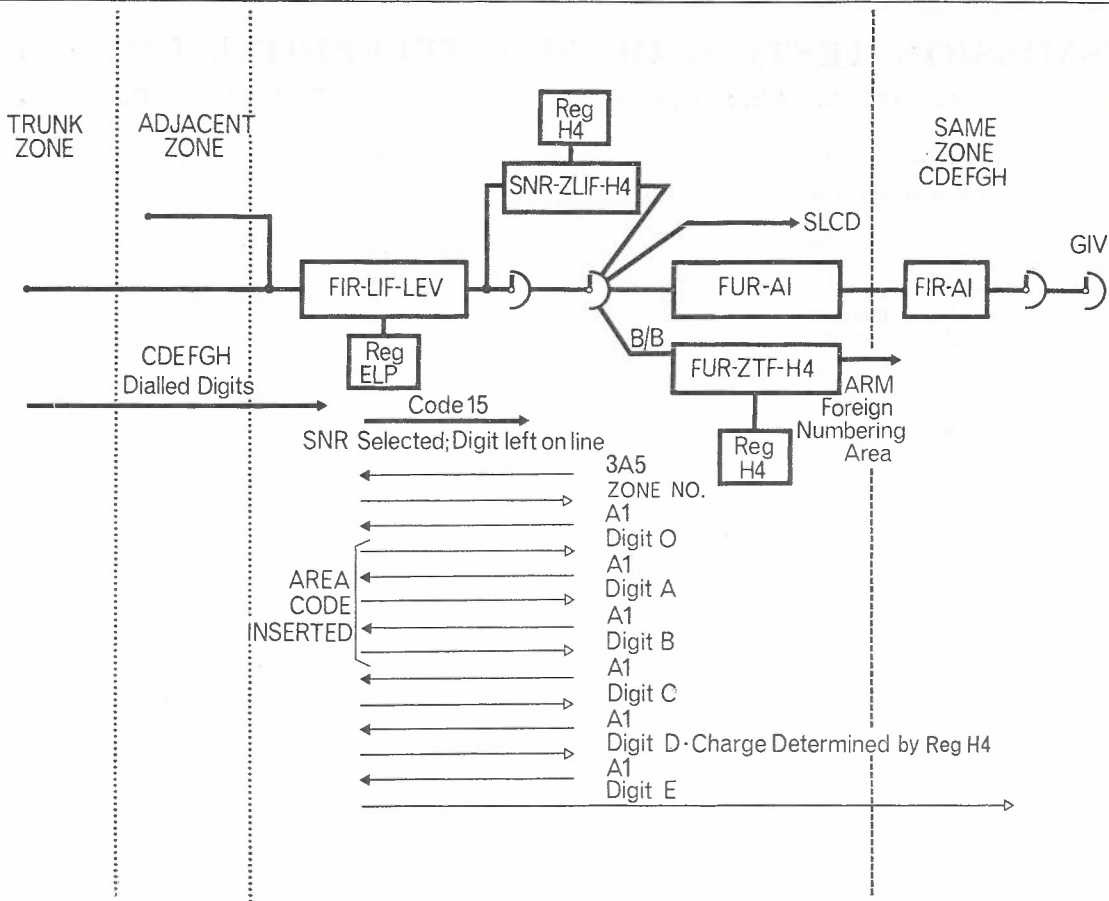 TRUNK
ZONE
ADJACENT
ZONE
Reg
H4
SNR-ZLIF-H4
SAME
ZONE
CDEFGH
SLCD
GIV
FIR-LIF-LEV
FUR-AI
FIR-AI
B/B
Reg
ELP
FUR-ZTF-H4
CDEFGH
Dialled Digits
ARM
Foreign
Numbering
Area
Reg
H4
Code 15
SNR Selected; Digit left on line
3A5
ZONE NO.
A1
Digit O
A1
Digit A
A1
Digit B
A1
Digit C
A1
Digit D·Charge Determined by Reg H4
A1
Digit E
AREA
CODE
INSERTED